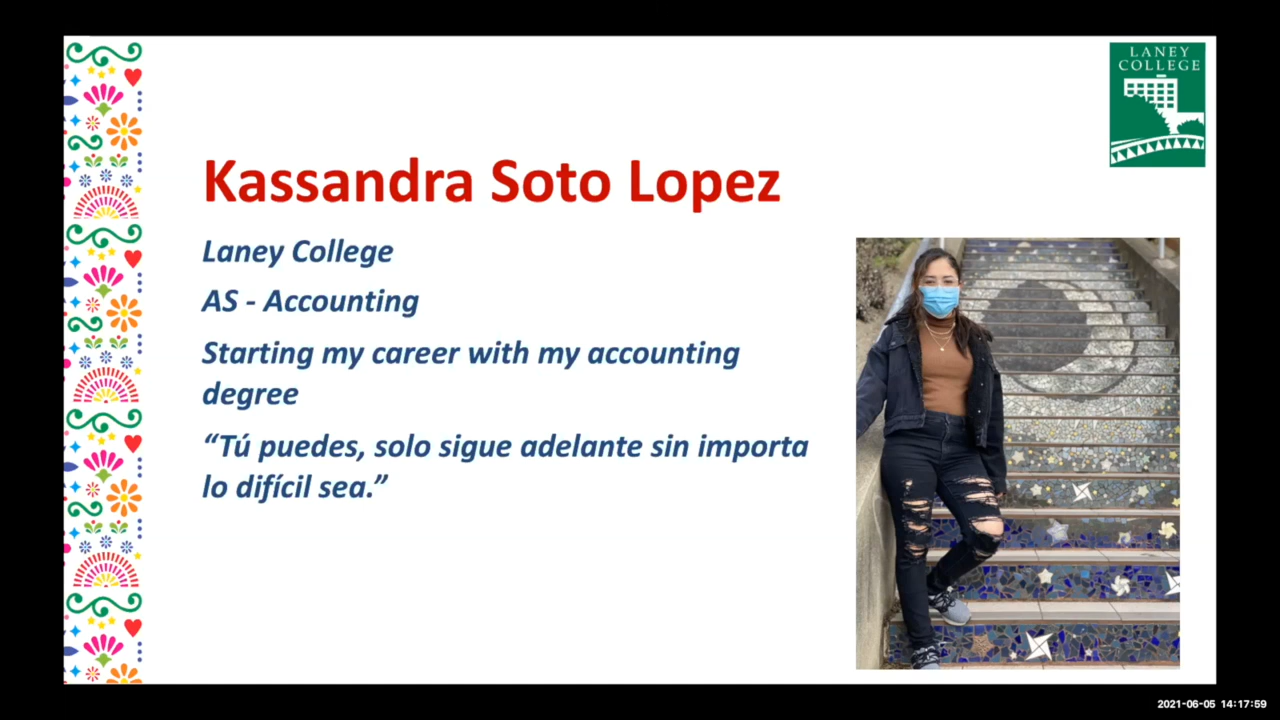 LANEY
COLLEGE
Kassandra Soto Lopez
Laney College
AS - Accounting
Starting my career with my accounting
degree
“Tú puedes, solo sigue adelante sin importa
lo difícil sea.”
2021-06-05 14:17:59